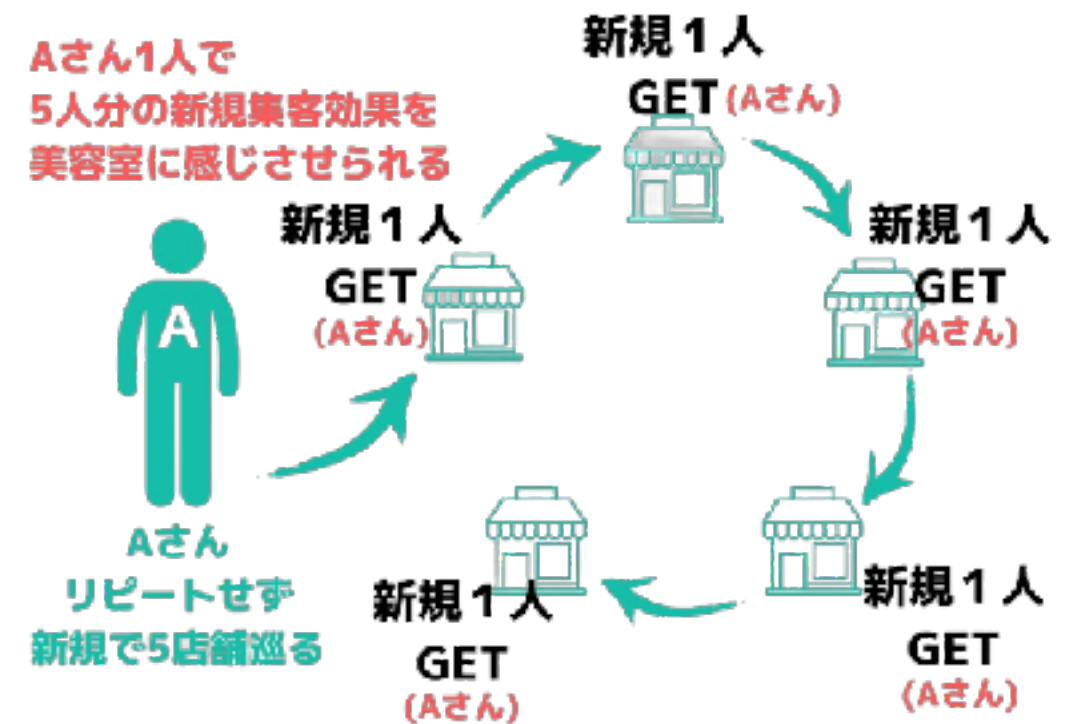 Aさん1人で
5人分の新規集客効果を
美容室に感じさせられる
新規１人
GET(Aさん)
新規１人
GET
(Aさん)
新規１人
GET
(Aさん)
A
Aさん
リピートせず
新規で5店舗巡る
新規１人
GET
(Aさん)
新規１人
GET
(Aさん)